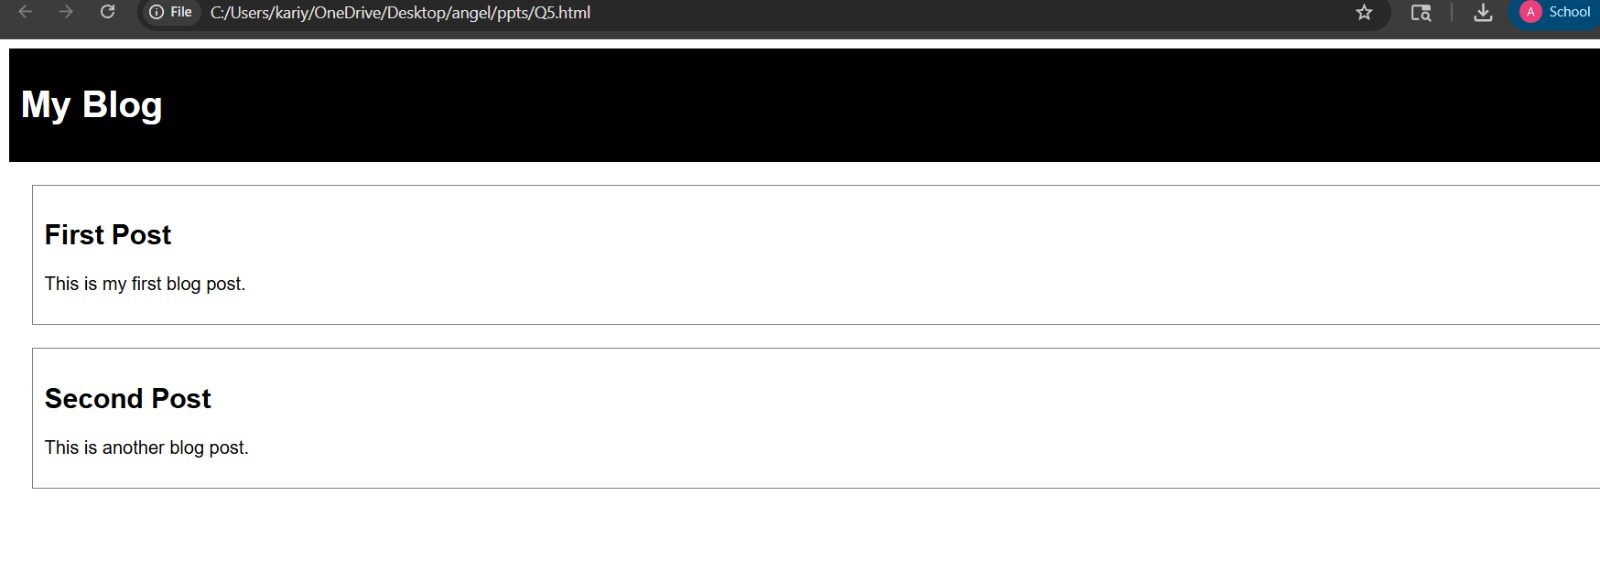 File C:/Users/kariy/OneDrive/Desktop/angel/ppts/Q5.html A School
My Blog
First Post
This is my first blog post.
Second Post
This is another blog post.